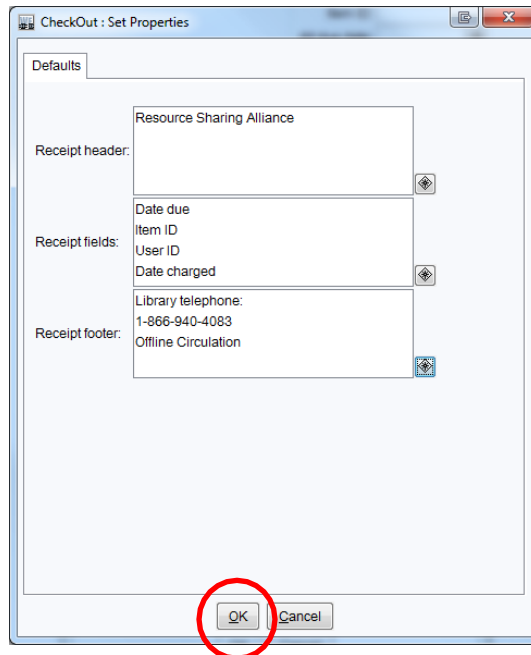 CheckOut : Set Properties
Defaults
Receipt header:
Resource Sharing Alliance
Receipt fields:
Date due
Item ID
User ID
Date charged
Receipt footer:
Library telephone:
1-866-940-4083
Offline Circulation
OK
Cancel